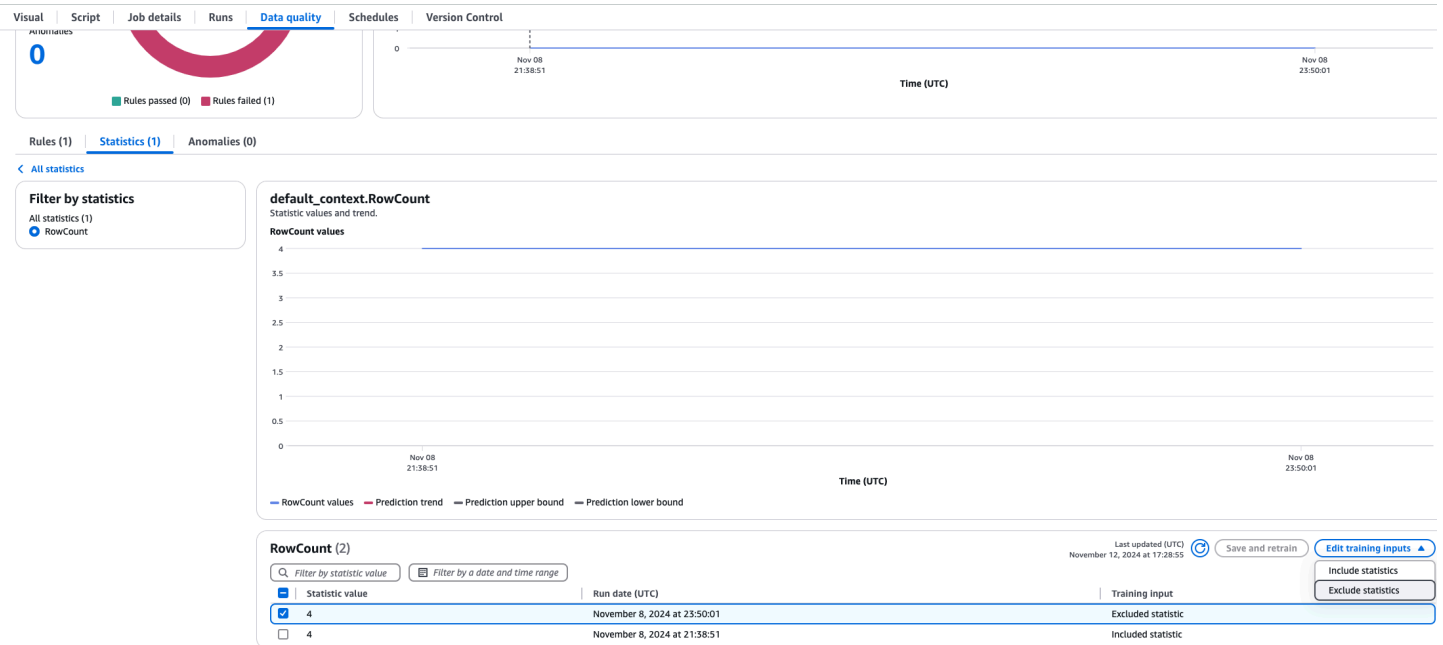 Visual Script Job details Runs Data quality Schedules Version Control
Anomalies
0
Rules passed (0) Rules failed (1)
0
Nov 08 Nov 08
21:38:51 23:50:01
Time (UTC)
Rules (1) Statistics (1) Anomalies (0)
All statistics
Filter by statistics
All statistics (1)
RowCount
default_context.RowCount
Statistic values and trend.
RowCount values
4
3.5
3
2.5
2
1.5
1
0.5
0
Nov 08 Nov 08
21:38:51 23:50:01
Time (UTC)
RowCount values Prediction trend Prediction upper bound Prediction lower bound
RowCount (2)
Last updated (UTC)
November 12, 2024 at 17:28:55
Save and retrain Edit training inputs
Include statistics
Exclude statistics
Filter by statistic value Filter by a date and time range
Statistic value Run date (UTC) Training input
4 November 8, 2024 at 23:50:01 Excluded statistic
4 November 8, 2024 at 21:38:51 Included statistic